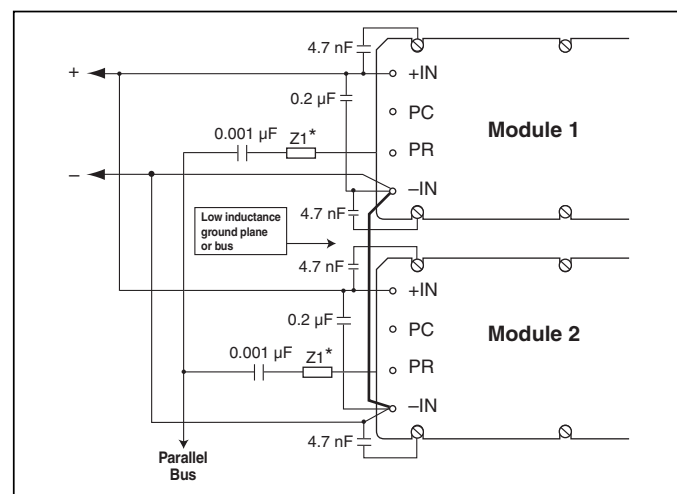 4.7 nF
+
+IN
0.2 µF
PC
Module 1
0.001 µF
Z1*
PR
–
–IN
4.7 nF
Low inductance
ground plane
or bus
4.7 nF
+IN
0.2 µF
PC
Module 2
0.001 µF
Z1*
PR
–IN
4.7 nF
Parallel
Bus